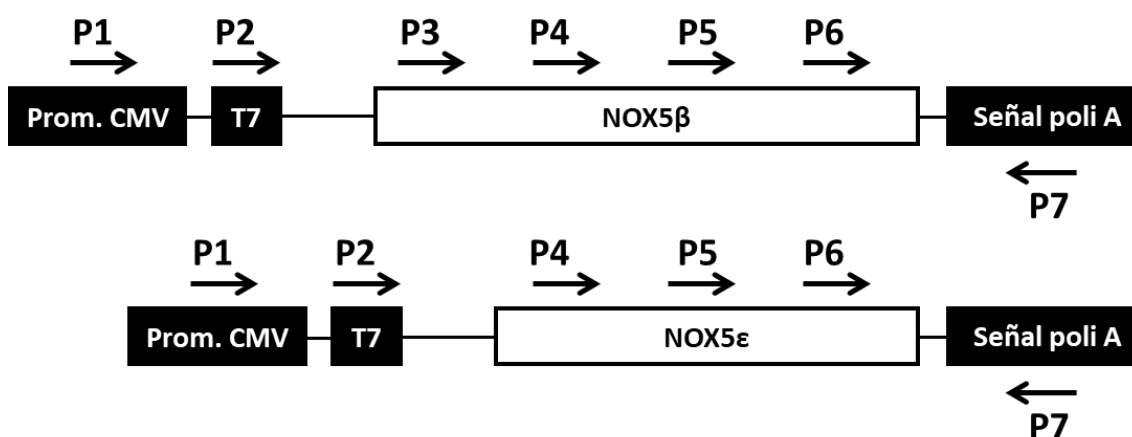 P1 P2 P3 P4 P5 P6
Prom. CMV T7 NOX5β Señal poli A
P7
P1 P2 P4 P5 P6
Prom. CMV T7 NOX5ε Señal poli A
P7